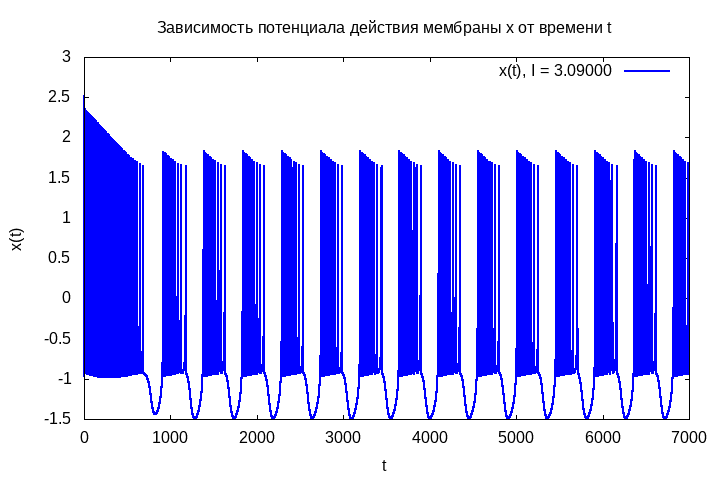 Зависимость потенциала действия мембраны x от времени t
x(t), I = 3.09000
3
2.5
2
1.5
1
0.5
0
-0.5
-1
-1.5
x(t)
0 1000 2000 3000 4000 5000 6000 7000
t